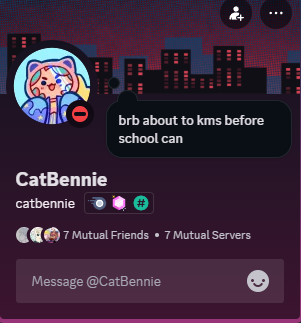 brb about to kms before
school can
CatBennie
catbennie #
7 Mutual Friends • 7 Mutual Servers
Message @CatBennie